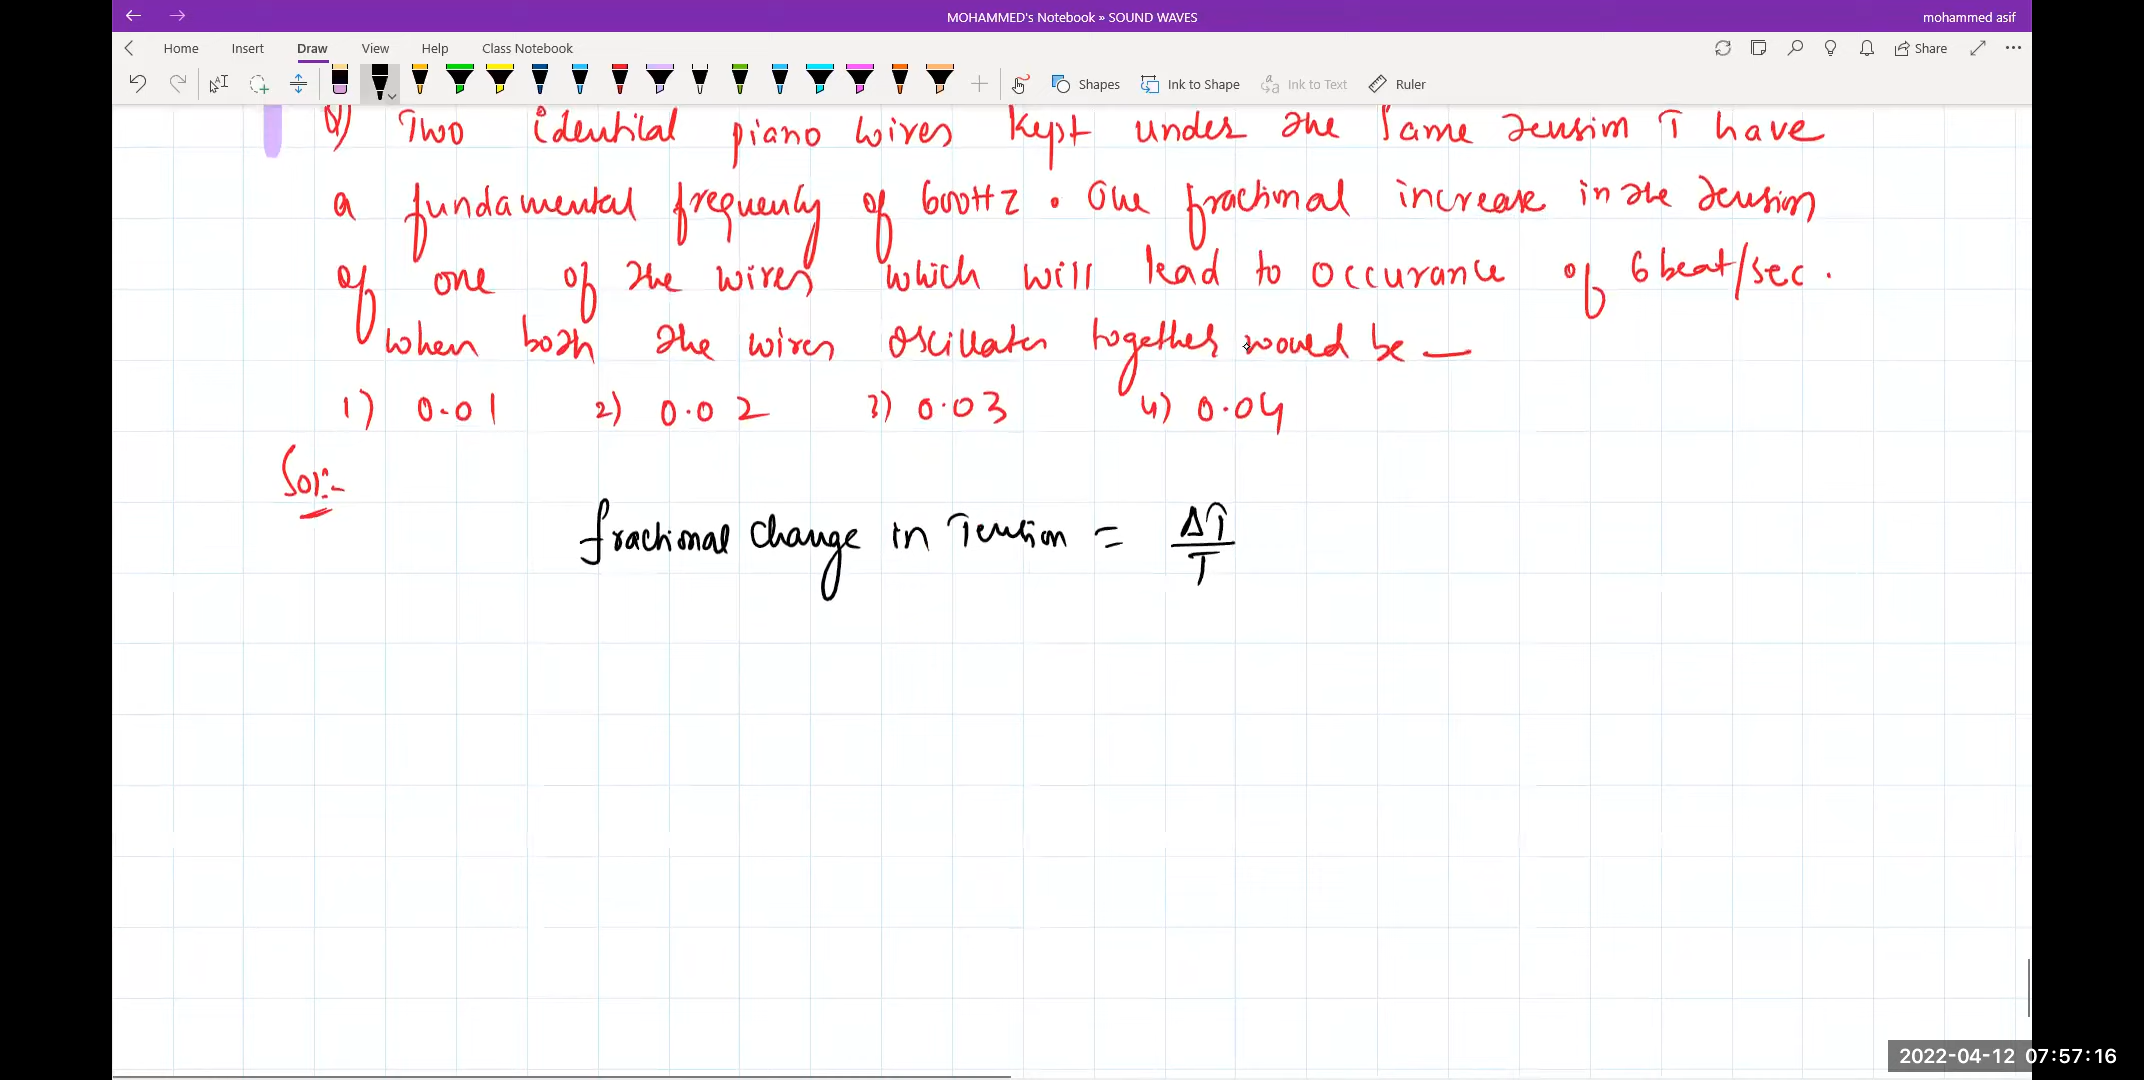 MOHAMMED's Notebook » SOUND WAVES
mohammed asif
Home Insert Draw View Help Class Notebook
Share
Shapes Ink to Shape Ink to Text Ruler
Q) Two identical piano wires kept under the same tension T have
a fundamental frequency of 600Hz. The fractional increase in the tension
of one of the wires which will lead to occurance of 6 beat/sec.
when both the wires oscillates together would be —
1) 0.01 2) 0.02 3) 0.03 4) 0.04
Sol:-
fractional change in Tension = ΔT/T
2022-04-12 07:57:16